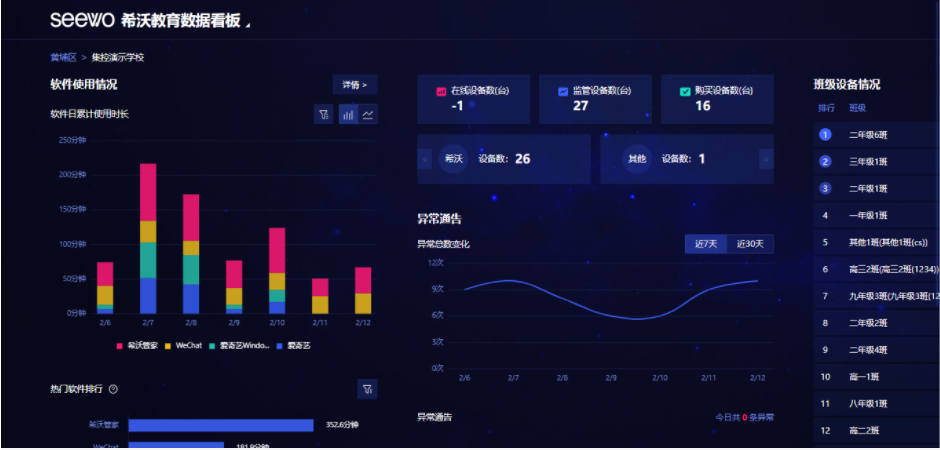 seewo 希沃教育数据看板
黄埔区 > 集控演示学校
软件使用情况
详情 >
软件日累计使用时长
250分钟
200分钟
150分钟
100分钟
50分钟
0分钟
2/6 2/7 2/8 2/9 2/10 2/11 2/12
希沃管家 WeChat 爱奇艺Windo... 爱奇艺
热门软件排行
希沃管家 352.6分钟
WeChat 181.9分钟
在线设备数(台)
-1
监管设备数(台)
27
购买设备数(台)
16
< 希沃 设备数: 26
其他 设备数: 1 >
异常通告
异常总数变化
近7天 近30天
12次
9次
6次
3次
0次
2/6 2/7 2/8 2/9 2/10 2/11 2/12
异常通告
今日共 0 条异常
班级设备情况
排行 班级
1 二年级6班
2 三年级1班
3 二年级1班
4 一年级1班
5 其他1班(其他1班(cs))
6 高三2班(高三2班(1234))
7 九年级3班(九年级3班(12
8 二年级2班
9 二年级4班
10 高一1班
11 八年级1班
12 高二2班